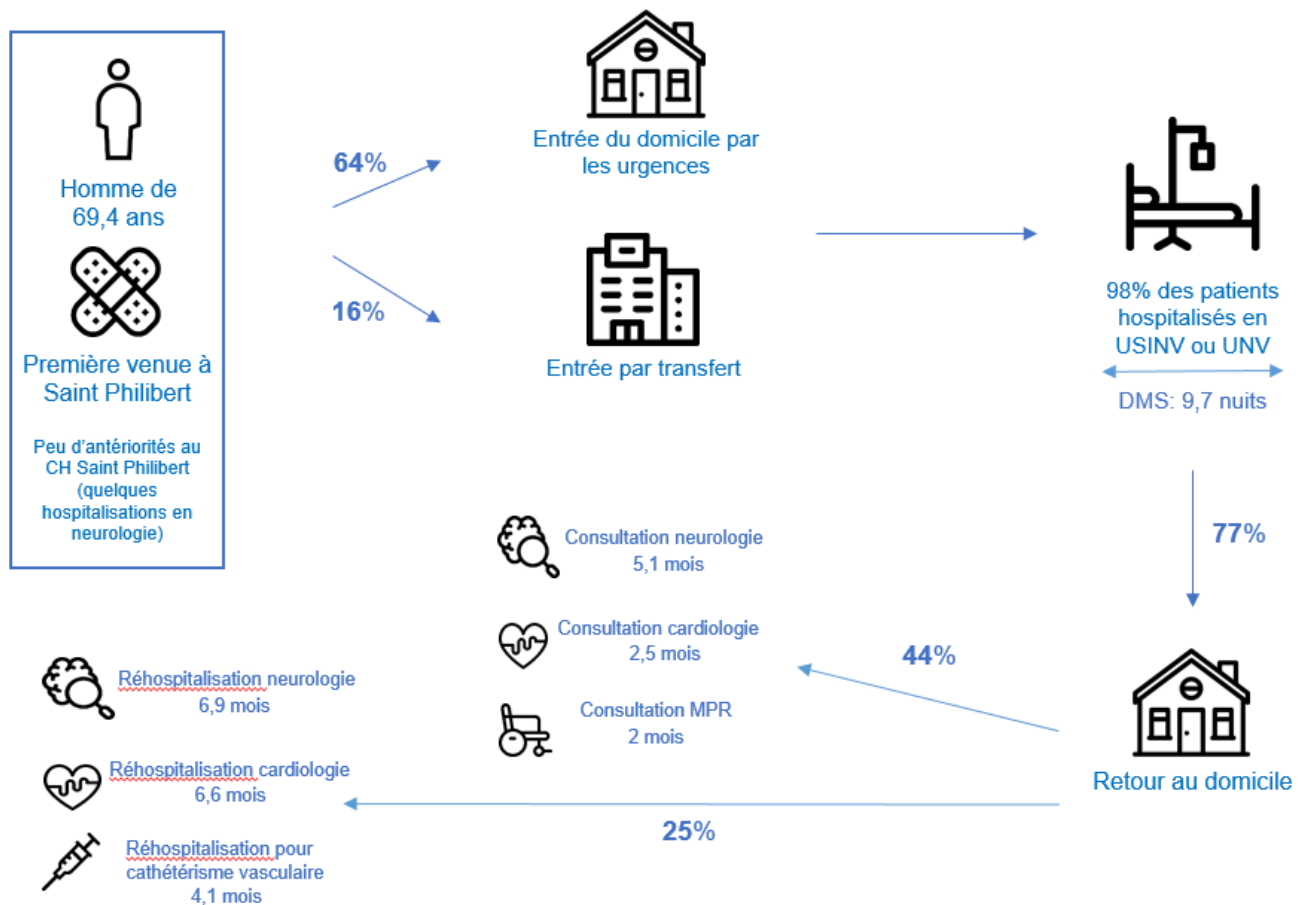 Homme de
69,4 ans
Première venue à
Saint Philibert
Peu d'antériorités au
CH Saint Philibert
(quelques
hospitalisations en
neurologie)
64%
16%
Entrée du domicile par
les urgences
Entrée par transfert
98% des patients
hospitalisés en
USINV ou UNV
DMS: 9,7 nuits
77%
Retour au domicile
44%
Consultation neurologie
5,1 mois
Consultation cardiologie
2,5 mois
Consultation MPR
2 mois
25%
Réhospitalisation neurologie
6,9 mois
Réhospitalisation cardiologie
6,6 mois
Réhospitalisation pour
cathétérisme vasculaire
4,1 mois